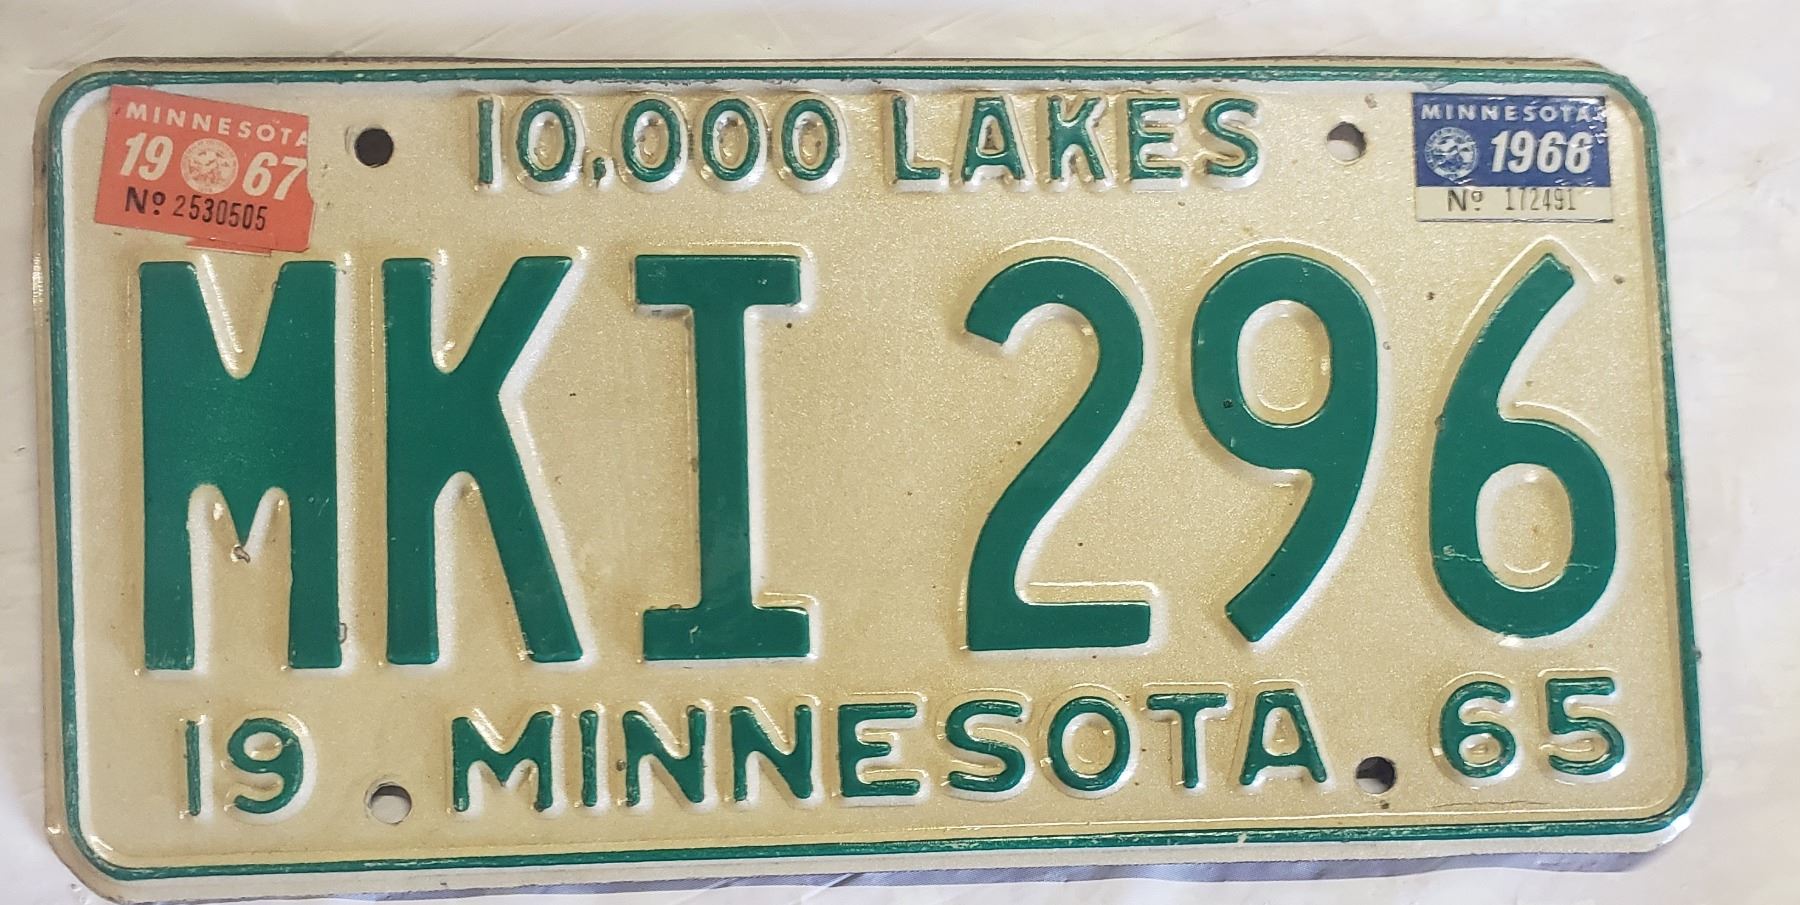 MINNESOTA
19 67
Nº 2530505
10,000 LAKES
MINNESOTA
1966
Nº 172491
MKI 296
19 MINNESOTA 65